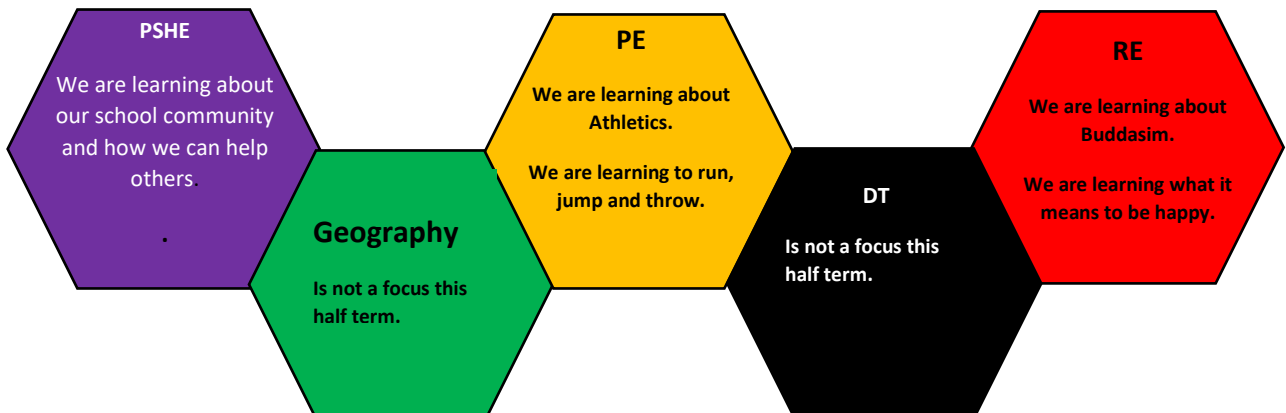 PSHE
We are learning about
our school community
and how we can help
others.
.
Geography
Is not a focus this
half term.
PE
We are learning about
Athletics.
We are learning to run,
jump and throw.
DT
Is not a focus this
half term.
RE
We are learning about
Buddasim.
We are learning what it
means to be happy.